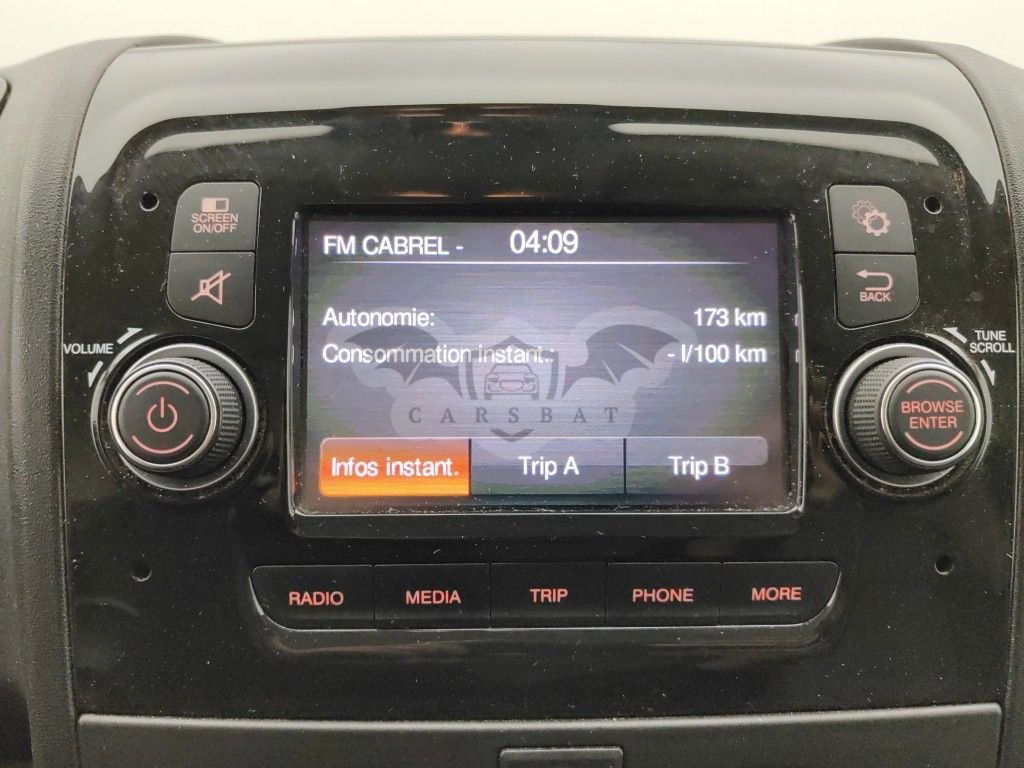 SCREEN
ON/OFF
VOLUME
FM CABREL - 04:09
Autonomie: 173 km
Consommation instant.: - l/100 km
CARSBAT
Infos instant. Trip A Trip B
BACK
TUNE
SCROLL
BROWSE
ENTER
RADIO MEDIA TRIP PHONE MORE